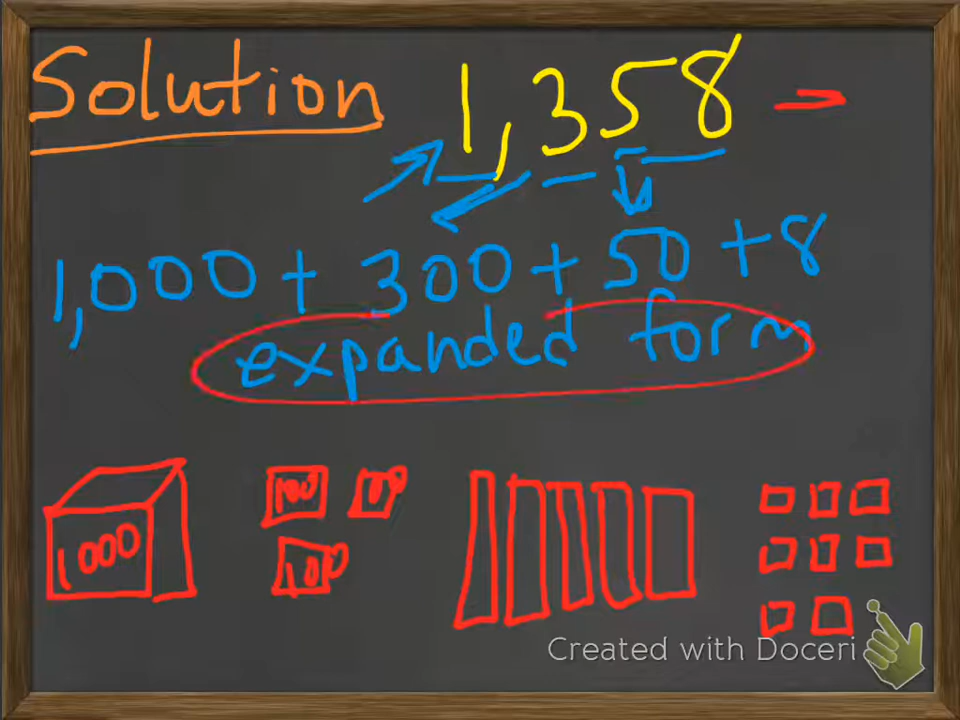 Solution 1,358
1,000 + 300 + 50 + 8
expanded form
1000 100 100
100
Created with Doceri